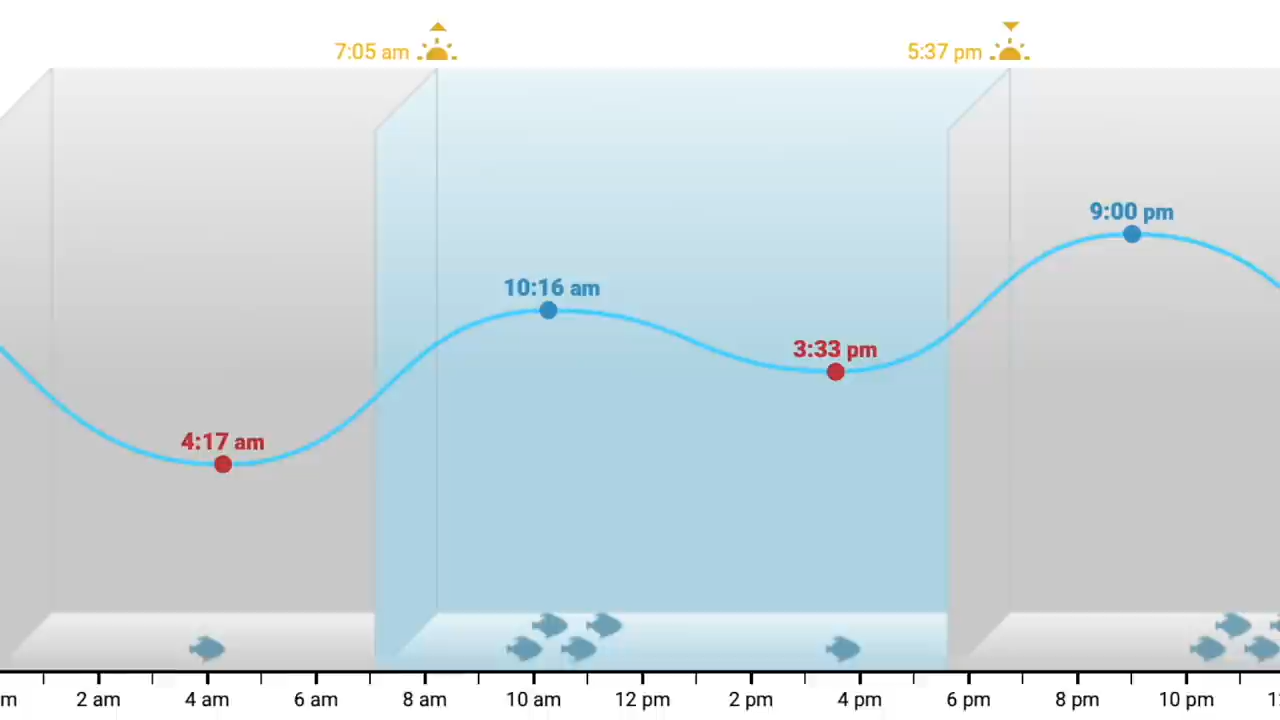 7:05 am
5:37 pm
9:00 pm
10:16 am
3:33 pm
4:17 am
2 am
4 am
6 am
8 am
10 am
12 pm
2 pm
4 pm
6 pm
8 pm
10 pm